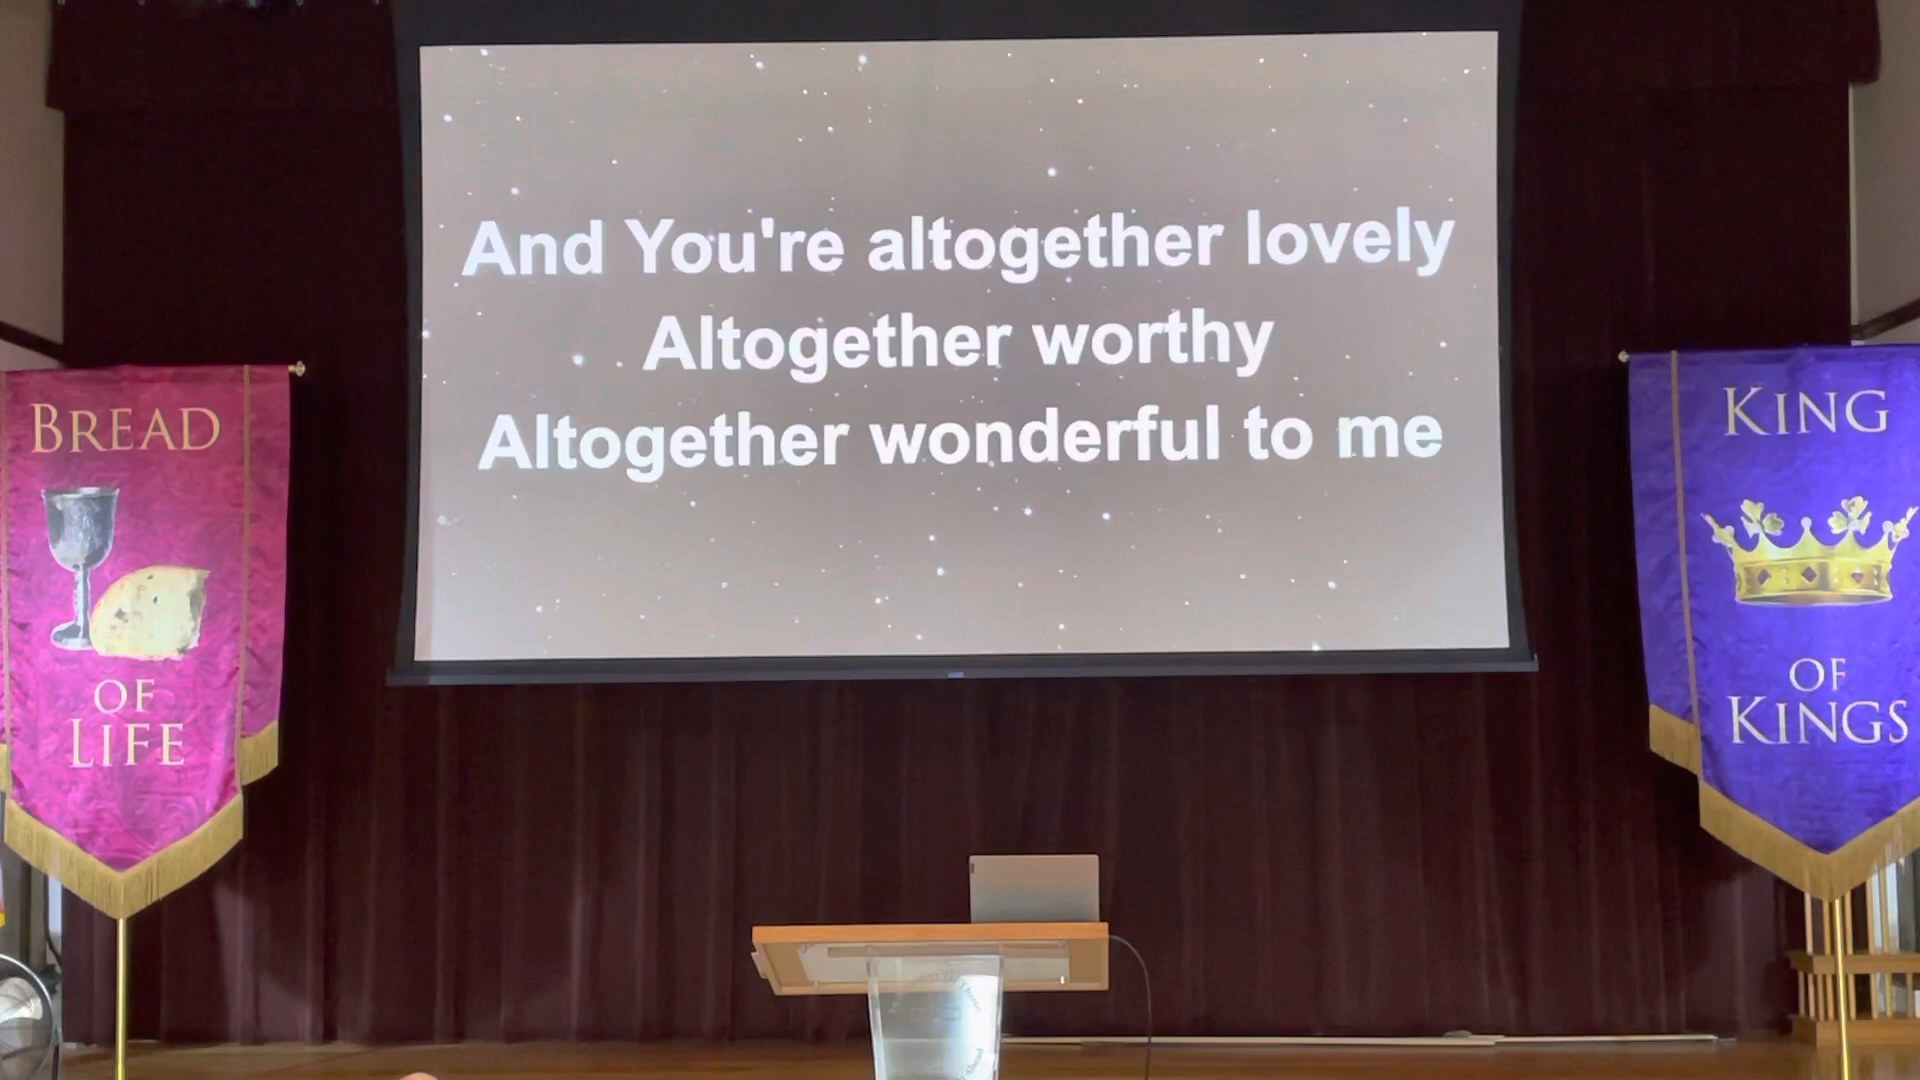 And You're altogether lovely
Altogether worthy
Altogether wonderful to me
BREAD
OF
LIFE
KING
OF
KINGS